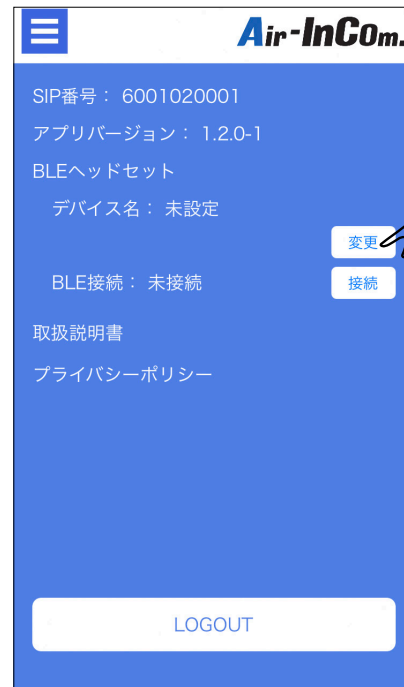 Air-InCom.
SIP番号： 6001020001
アプリバージョン： 1.2.0-1
BLEヘッドセット
デバイス名： 未設定
変更
BLE接続： 未接続
接続
取扱説明書
プライバシーポリシー
LOGOUT